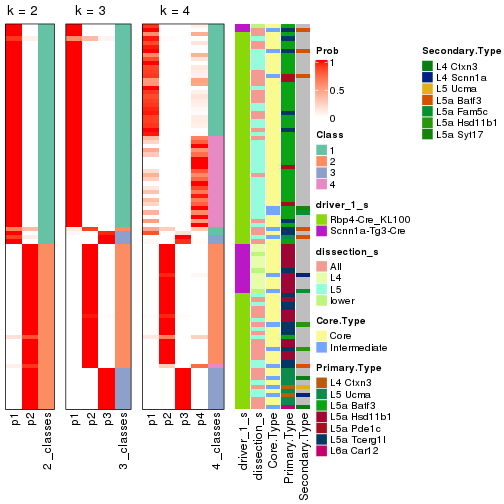 k = 2
k = 3
k = 4
p1
p2
2_classes
p1
p2
p3
3_classes
p1
p2
p3
p4
4_classes
driver_1_s
dissection_s
Core.Type
Primary.Type
Secondary.Type
Prob
1
0.5
0
Class
1
2
3
4
driver_1_s
Rbp4-Cre_KL100
Scnn1a-Tg3-Cre
dissection_s
All
L4
L5
lower
Core.Type
Core
Intermediate
Primary.Type
L4 Ctxn3
L5 Ucma
L5a Batf3
L5a Hsd11b1
L5a Pde1c
L5a Tcerg1l
L6a Car12
Secondary.Type
L4 Ctxn3
L4 Scnn1a
L5 Ucma
L5a Batf3
L5a Fam5c
L5a Hsd11b1
L5a Syt17